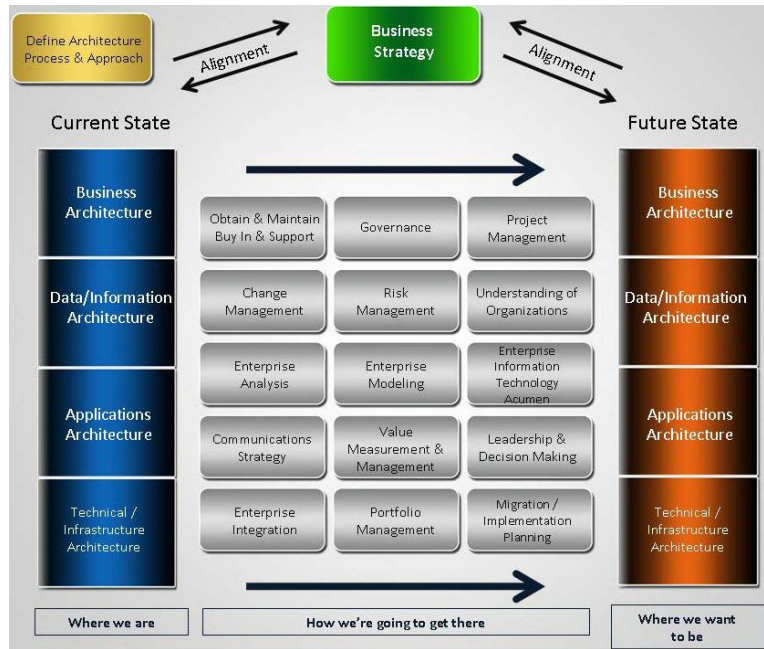 Define Architecture
Process & Approach
Alignment
Business
Strategy
Alignment
Current State
Future State
Business
Architecture
Data/Information
Architecture
Applications
Architecture
Technical /
Infrastructure
Architecture
Obtain & Maintain
Buy In & Support
Governance
Project
Management
Change
Management
Risk
Management
Understanding of
Organizations
Enterprise
Analysis
Enterprise
Modeling
Enterprise
Information
Technology
Acumen
Communications
Strategy
Value
Measurement &
Management
Leadership &
Decision Making
Enterprise
Integration
Portfolio
Management
Migration /
Implementation
Planning
Business
Architecture
Data/Information
Architecture
Applications
Architecture
Technical /
Infrastructure
Architecture
Where we are
How we're going to get there
Where we want
to be